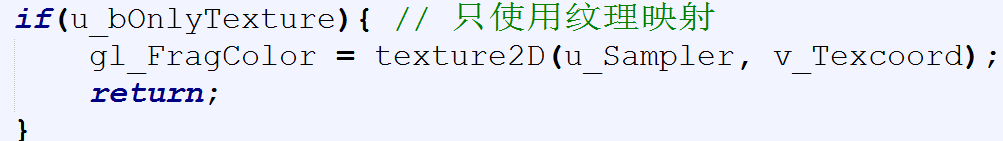 if(u_bOnlyTexture){ // 只使用纹理映射
    gl_FragColor = texture2D(u_Sampler, v_Texcoord);
    return;
}